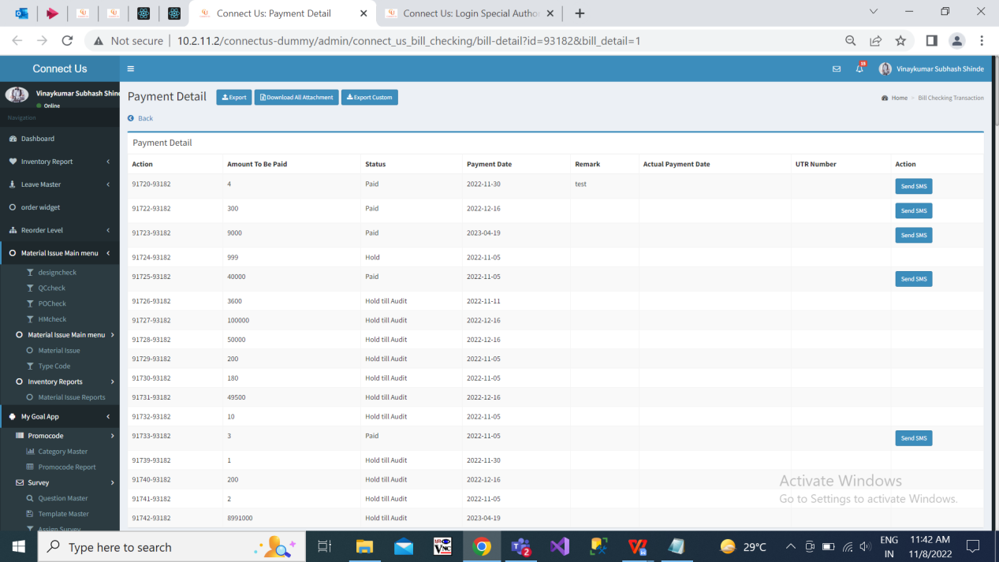 Connect Us: Payment Detail
Connect Us: Login Special Autho
Not secure
10.2.11.2/connectus-dummy/admin/connect_us_bill_checking/bill-detail?id=93182&bill_detail=1
Connect Us
15
Vinaykumar Subhash Shinde
Vinaykumar Subhash Shind
Online
Navigation
Dashboard
Inventory Report
Leave Master
order widget
Reorder Level
Material Issue Main menu
designcheck
QCcheck
POCheck
HMcheck
Material Issue Main menu
Material Issue
Type Code
Inventory Reports
Material Issue Reports
My Goal App
Promocode
Category Master
Promocode Report
Survey
Question Master
Template Master
Assign Survey
Payment Detail
Export
Download All Attachment
Export Custom
Home > Bill Checking Transaction
Back
Payment Detail
Action Amount To Be Paid Status Payment Date Remark Actual Payment Date UTR Number Action
91720-93182 4 Paid 2022-11-30 test Send SMS
91722-93182 300 Paid 2022-12-16 Send SMS
91723-93182 9000 Paid 2023-04-19 Send SMS
91724-93182 999 Hold 2022-11-05
91725-93182 40000 Paid 2022-11-05 Send SMS
91726-93182 3600 Hold till Audit 2022-11-11
91727-93182 100000 Hold till Audit 2022-12-16
91728-93182 50000 Hold till Audit 2022-12-16
91729-93182 200 Hold till Audit 2022-11-05
91730-93182 180 Hold till Audit 2022-11-05
91731-93182 49500 Hold till Audit 2022-12-16
91732-93182 10 Hold till Audit 2022-11-05
91733-93182 3 Paid 2022-11-05 Send SMS
91739-93182 1 Hold till Audit 2022-11-30
91740-93182 200 Hold till Audit 2022-12-16
91741-93182 2 Hold till Audit 2022-11-05
91742-93182 8991000 Hold till Audit 2023-04-19
Activate Windows
Go to Settings to activate Windows.
Type here to search
2
29°C
ENG
IN
11:42 AM
11/8/2022